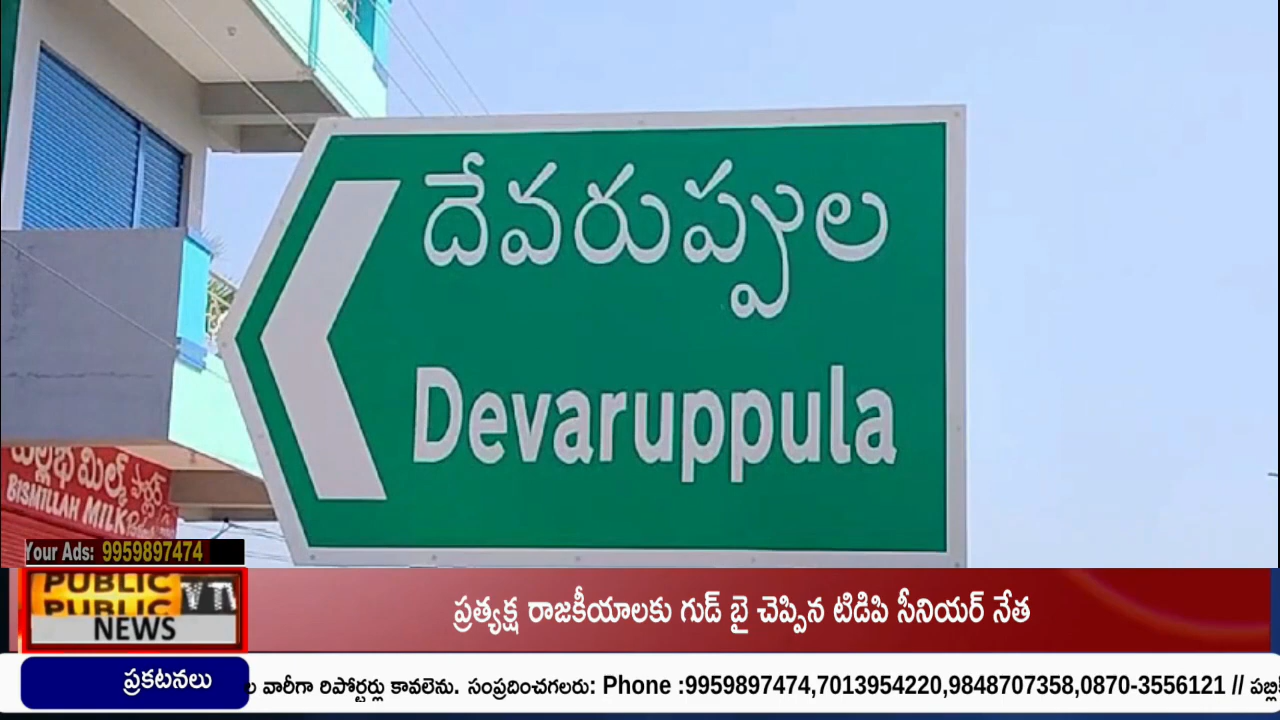 దేవరుప్పుల
Devaruppula
BISMILLAH MILK
Your Ads: 9959897474
PUBLIC
PUBLIC
NEWS
ప్రత్యక్ష రాజకీయాలకు గుడ్ బై చెప్పిన టిడిపి సీనియర్ నేత
ప్రకటనలు
ల వారీగా రిపోర్టర్లు కావలెను. సంప్రదించగలరు: Phone :9959897474,7013954220,9848707358,0870-3556121 //